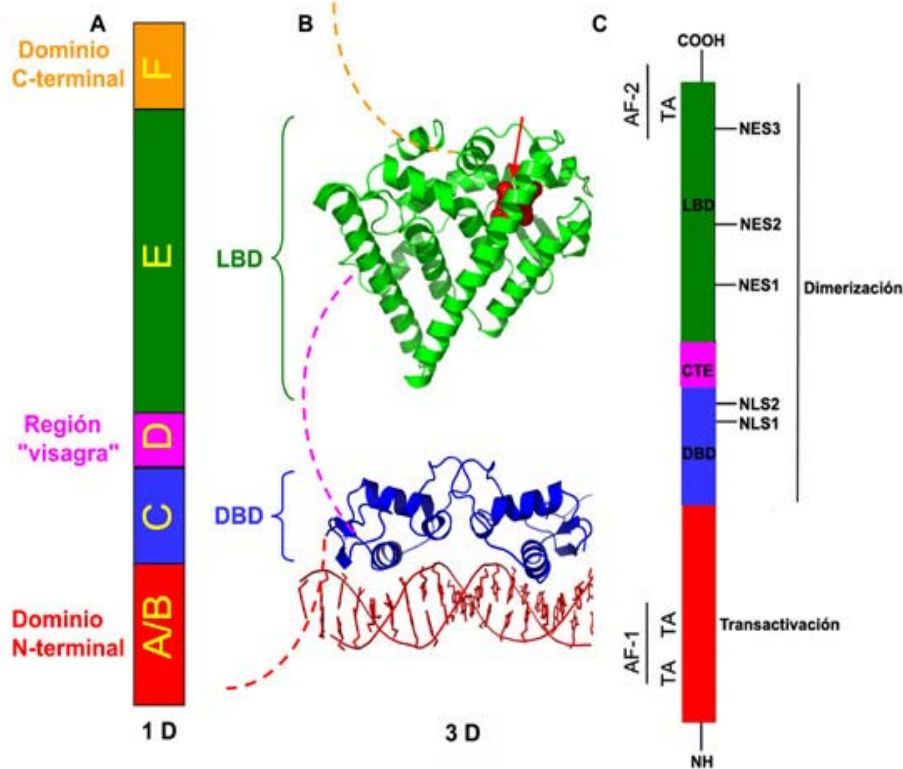 A
Dominio
C-terminal
F
E
Región
"visagra"
D
C
Dominio
N-terminal
A/B
1 D
B
LBD
DBD
3 D
C
COOH
AF-2
TA
NES3
LBD
NES2
NES1
Dimerización
CTE
NLS2
NLS1
DBD
Transactivación
AF-1
TA
TA
NH